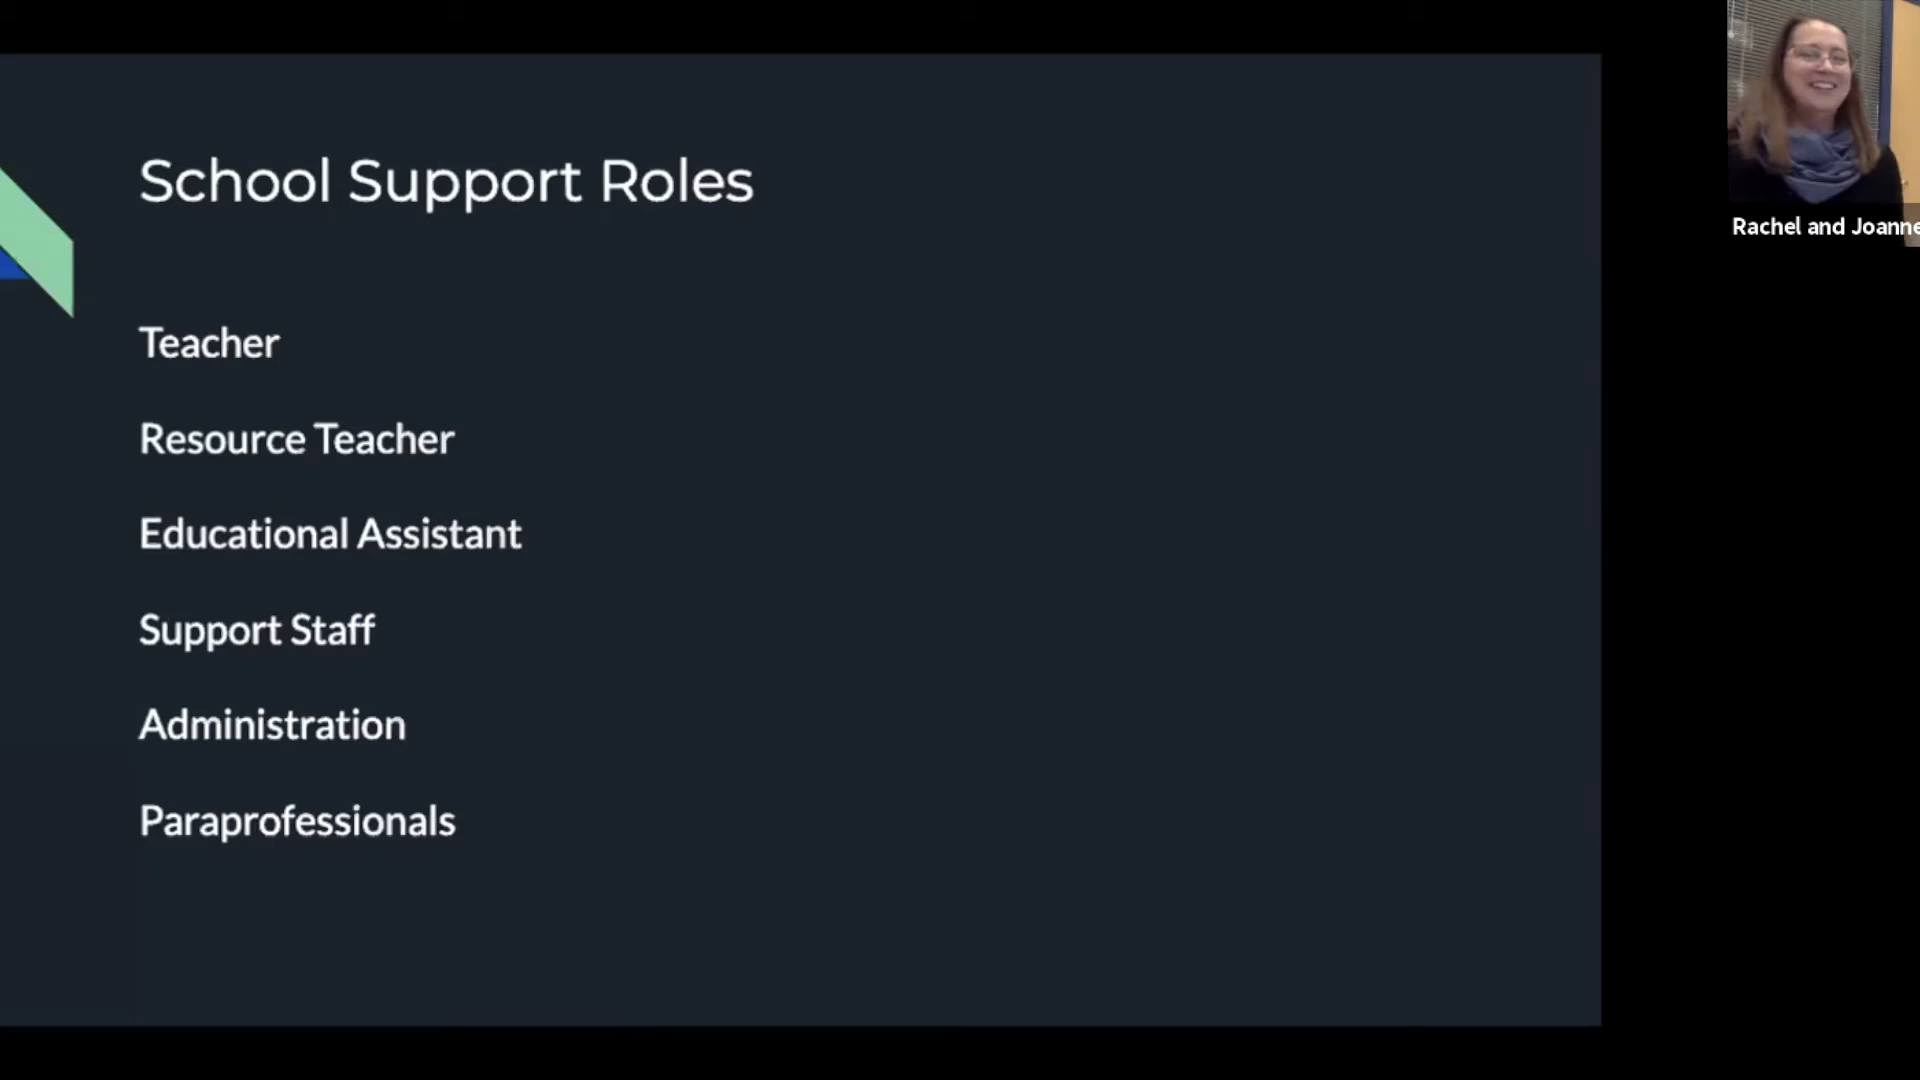 School Support Roles
Teacher
Resource Teacher
Educational Assistant
Support Staff
Administration
Paraprofessionals
Rachel and Joanne